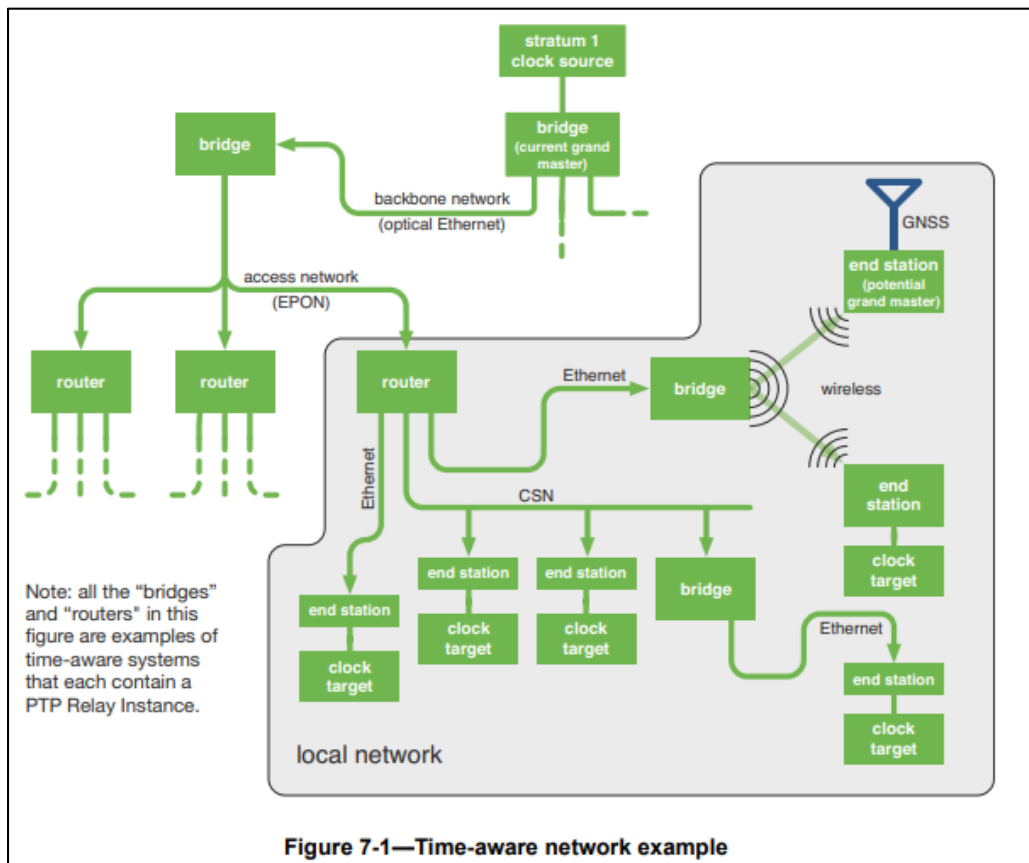 stratum 1
clock source
bridge
(current grand
master)
bridge
backbone network
(optical Ethernet)
GNSS
end station
(potential
grand master)
access network
(EPON)
router
router
router
Ethernet
bridge
wireless
Ethernet
CSN
end
station
clock
target
end station
clock
target
end station
clock
target
bridge
end station
clock
target
Ethernet
end station
clock
target
Note: all the “bridges”
and “routers" in this
figure are examples of
time-aware systems
that each contain a
PTP Relay Instance.
local network
Figure 7-1—Time-aware network example